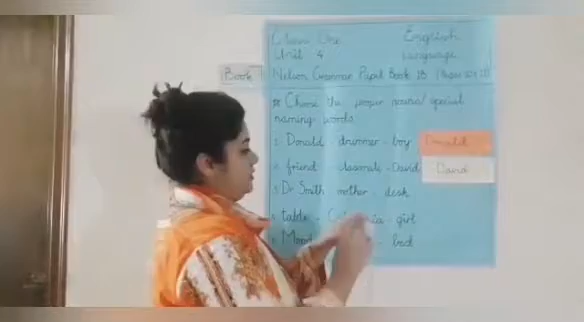 Class One English
Unit 4 Language
Book Nelson Grammar Pupil Book 1B
☆ Choose the proper nouns/special
naming words
1. Donald - drummer - boy Donald
2. friend - classmate - David David
3. Dr Smith mother - desk
4. table - girl
5. - bed